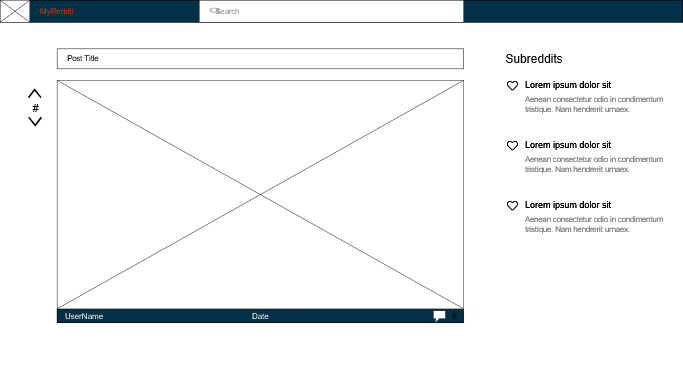 MyReddit
Search
Post Title
#
UserName
Date
#
Subreddits
Lorem ipsum dolor sit
Aenean consectetur odio in condimentum
tristique. Nam hendrerit urnaex.
Lorem ipsum dolor sit
Aenean consectetur odio in condimentum
tristique. Nam hendrerit urnaex.
Lorem ipsum dolor sit
Aenean consectetur odio in condimentum
tristique. Nam hendrerit urnaex.